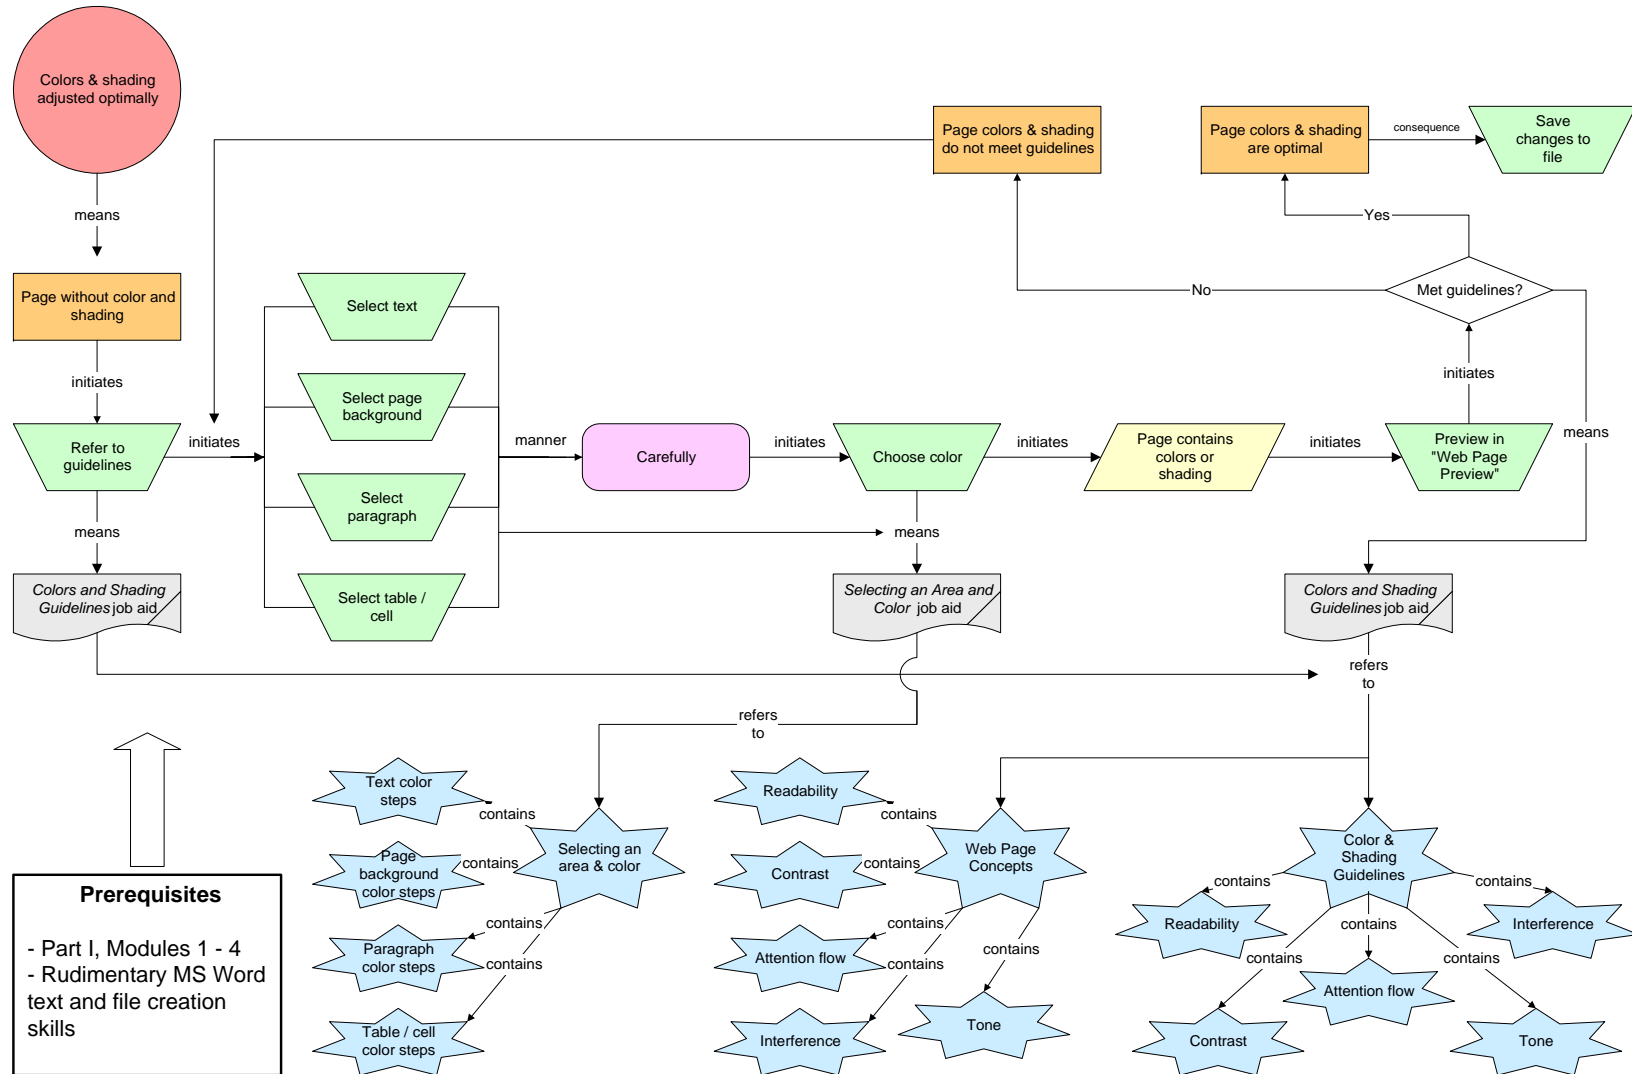 Colors & shading
adjusted optimally
means
Page without color and
shading
initiates
Refer to
guidelines
means
Colors and Shading
Guidelines job aid
initiates
Select text
Select page
background
Select
paragraph
Select table /
cell
manner
Carefully
initiates
Choose color
means
Selecting an Area and
Color job aid
initiates
Page contains
colors or
shading
initiates
Preview in
"Web Page
Preview"
initiates
Met guidelines?
No
Page colors & shading
do not meet guidelines
Yes
Page colors & shading
are optimal
consequence
Save
changes to
file
means
Colors and Shading
Guidelines job aid
refers
to
refers
to
Text color
steps
contains
Page
background
color steps
contains
Selecting an
area & color
Paragraph
color steps
contains
contains
Table / cell
color steps
Readability
contains
Contrast
contains
Web Page
Concepts
Attention flow
contains
contains
contains
Interference
Tone
Color &
Shading
Guidelines
contains
contains
Readability
contains
Interference
contains
contains
Attention flow
Contrast
Tone
Prerequisites
- Part I, Modules 1 - 4
- Rudimentary MS Word
text and file creation
skills